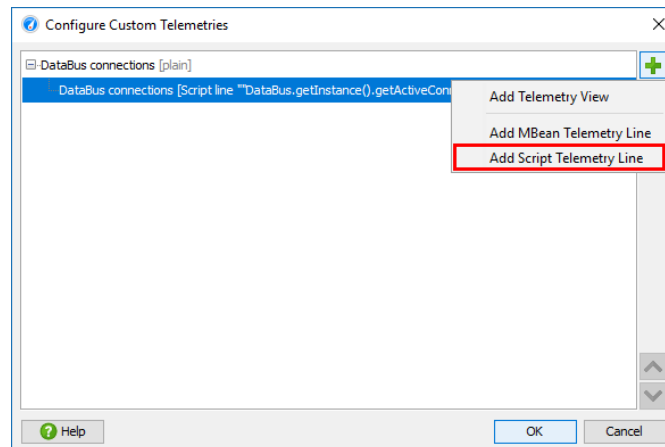 Configure Custom Telemetries
DataBus connections [plain]
DataBus connections [Script line ""DataBus.getInstance().getActiveCon
Add Telemetry View
Add MBean Telemetry Line
Add Script Telemetry Line
Help
OK
Cancel